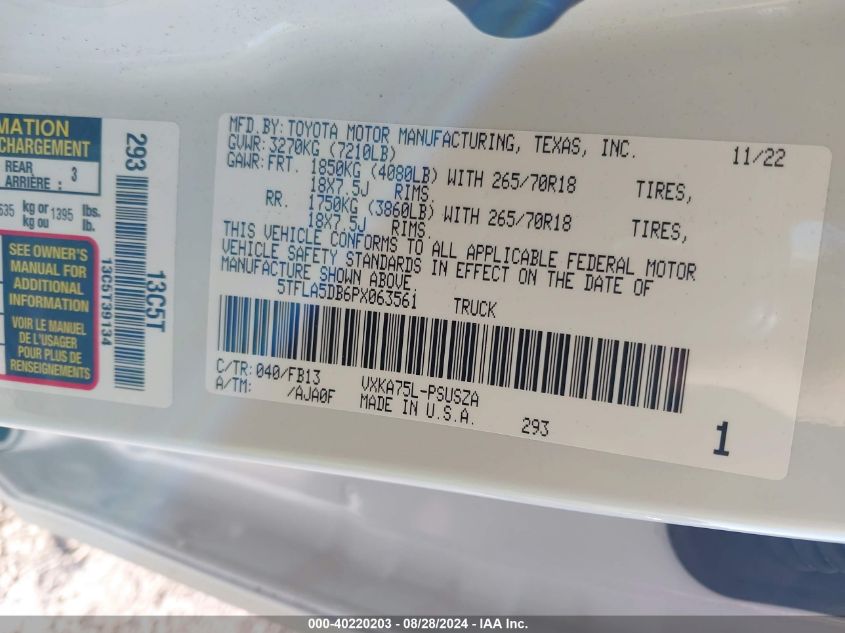 MFD.BY:TOYOTA MOTOR MANUFACTURING, TEXAS, INC. 11/22
GVWR:3270KG (7210LB)
GAWR:FRT. 1850KG (4080LB) WITH 265/70R18 TIRES,
18X7.5J RIMS.
RR. 1750KG (3860LB) WITH 265/70R18 TIRES,
18X7.5J RIMS.
THIS VEHICLE CONFORMS TO ALL APPLICABLE FEDERAL MOTOR
VEHICLE SAFETY STANDARDS IN EFFECT ON THE DATE OF
MANUFACTURE SHOWN ABOVE
5TFLA5DB6PX063561 TRUCK
C/TR:040/FB13 VXKA75L-PSUSZA
A/TM: /AJA0F MADE IN U.S.A. 293
1
MATION
CHARGEMENT
REAR
ARRIÈRE : 3
635 kg or 1395 lbs.
kg ou lb.
SEE OWNER'S
MANUAL FOR
ADDITIONAL
INFORMATION
VOIR LE MANUEL
DE L'USAGER
POUR PLUS DE
RENSEIGNEMENTS
293
13C5T
13C5T39134
000-40220203 - 08/28/2024 - IAA Inc.